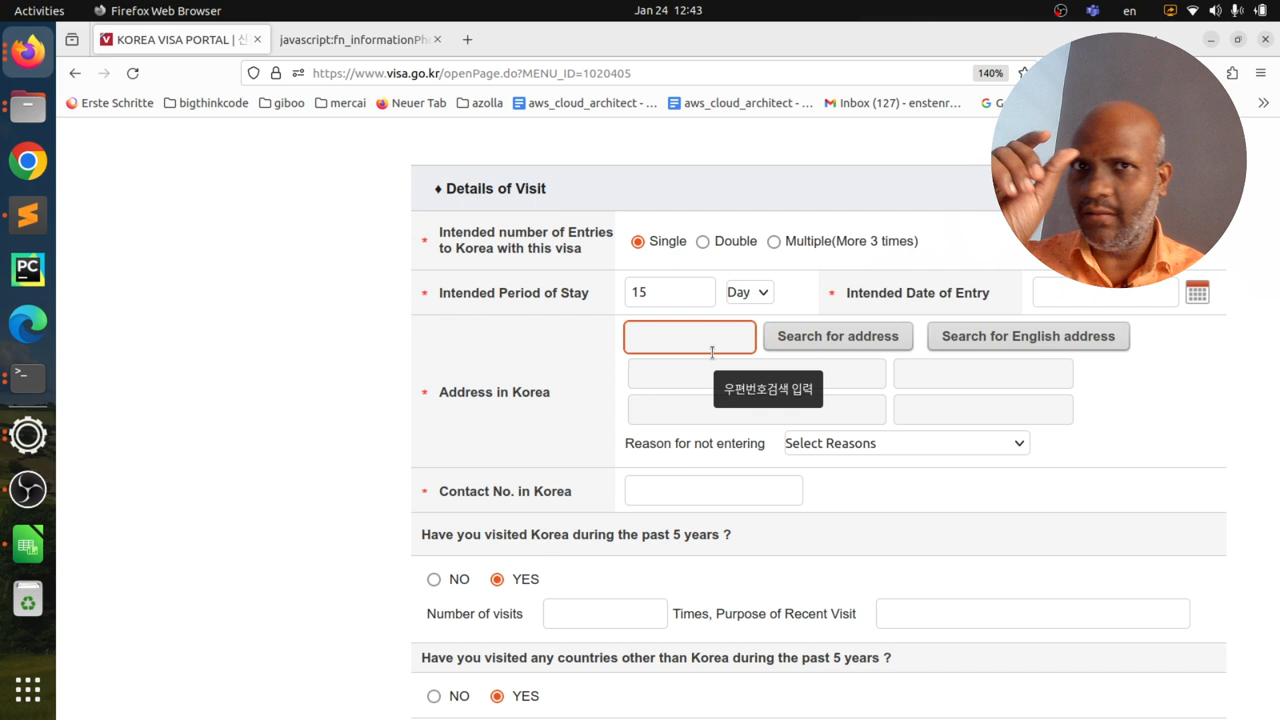 Activities
Firefox Web Browser
Jan 24 12:43
en
KOREA VISA PORTAL | 신
javascript:fn_informationPh
https://www.visa.go.kr/openPage.do?MENU_ID=1020405
140%
Erste Schritte
bigthinkcode
giboo
mercai
Neuer Tab
azolla
aws_cloud_architect - ...
aws_cloud_architect - ...
Inbox (127) - enstenr...
♦ Details of Visit
* Intended number of Entries
to Korea with this visa
Single
Double
Multiple(More 3 times)
* Intended Period of Stay
15
Day
* Intended Date of Entry
Search for address
Search for English address
우편번호검색 입력
* Address in Korea
Reason for not entering
Select Reasons
* Contact No. in Korea
Have you visited Korea during the past 5 years ?
NO
YES
Number of visits
Times, Purpose of Recent Visit
Have you visited any countries other than Korea during the past 5 years ?
NO
YES
PC
>_